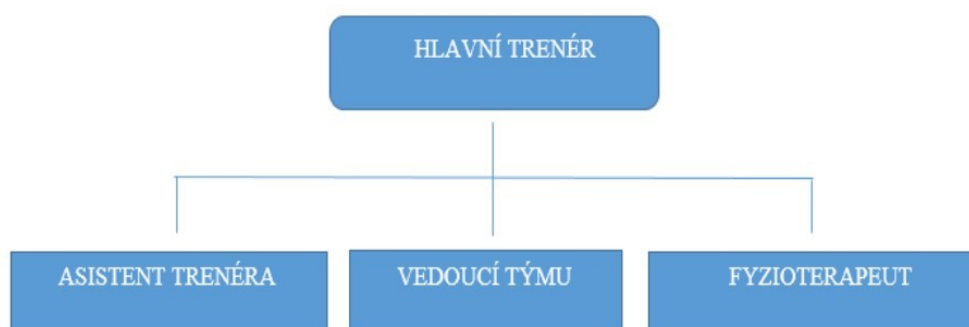 HLAVNÍ TRENÉR
ASISTENT TRENÉRA
VEDOUCÍ TÝMU
FYZIOTERAPEUT